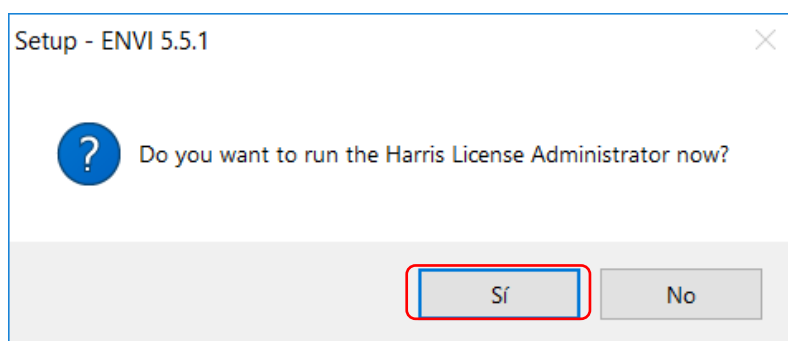 Setup - ENVI 5.5.1
Do you want to run the Harris License Administrator now?
Sí
No